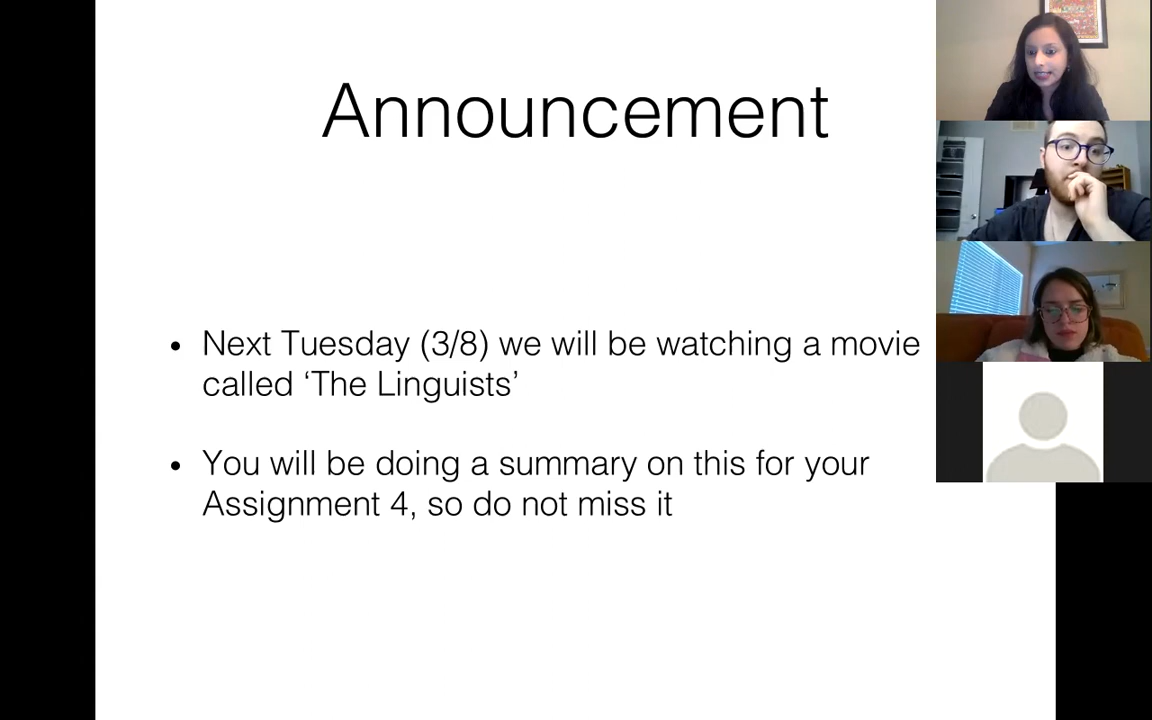 Announcement
• Next Tuesday (3/8) we will be watching a movie
called ‘The Linguists’
• You will be doing a summary on this for your
Assignment 4, so do not miss it